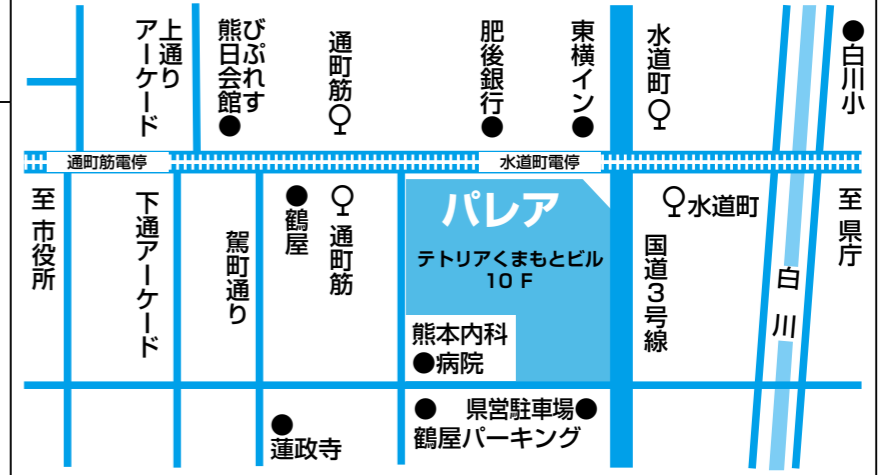 上通り
アーケード
びぷれす
熊日会館
通町筋
肥後銀行
東横イン
水道町
白川小
通町筋電停
水道町電停
至 市役所
下通アーケード
駕町通り
鶴屋
通町筋
パレア
テトリアくまもとビル
10 F
熊本内科
病院
国道3号線
水道町
白川
至 県庁
蓮政寺
県営駐車場
鶴屋パーキング